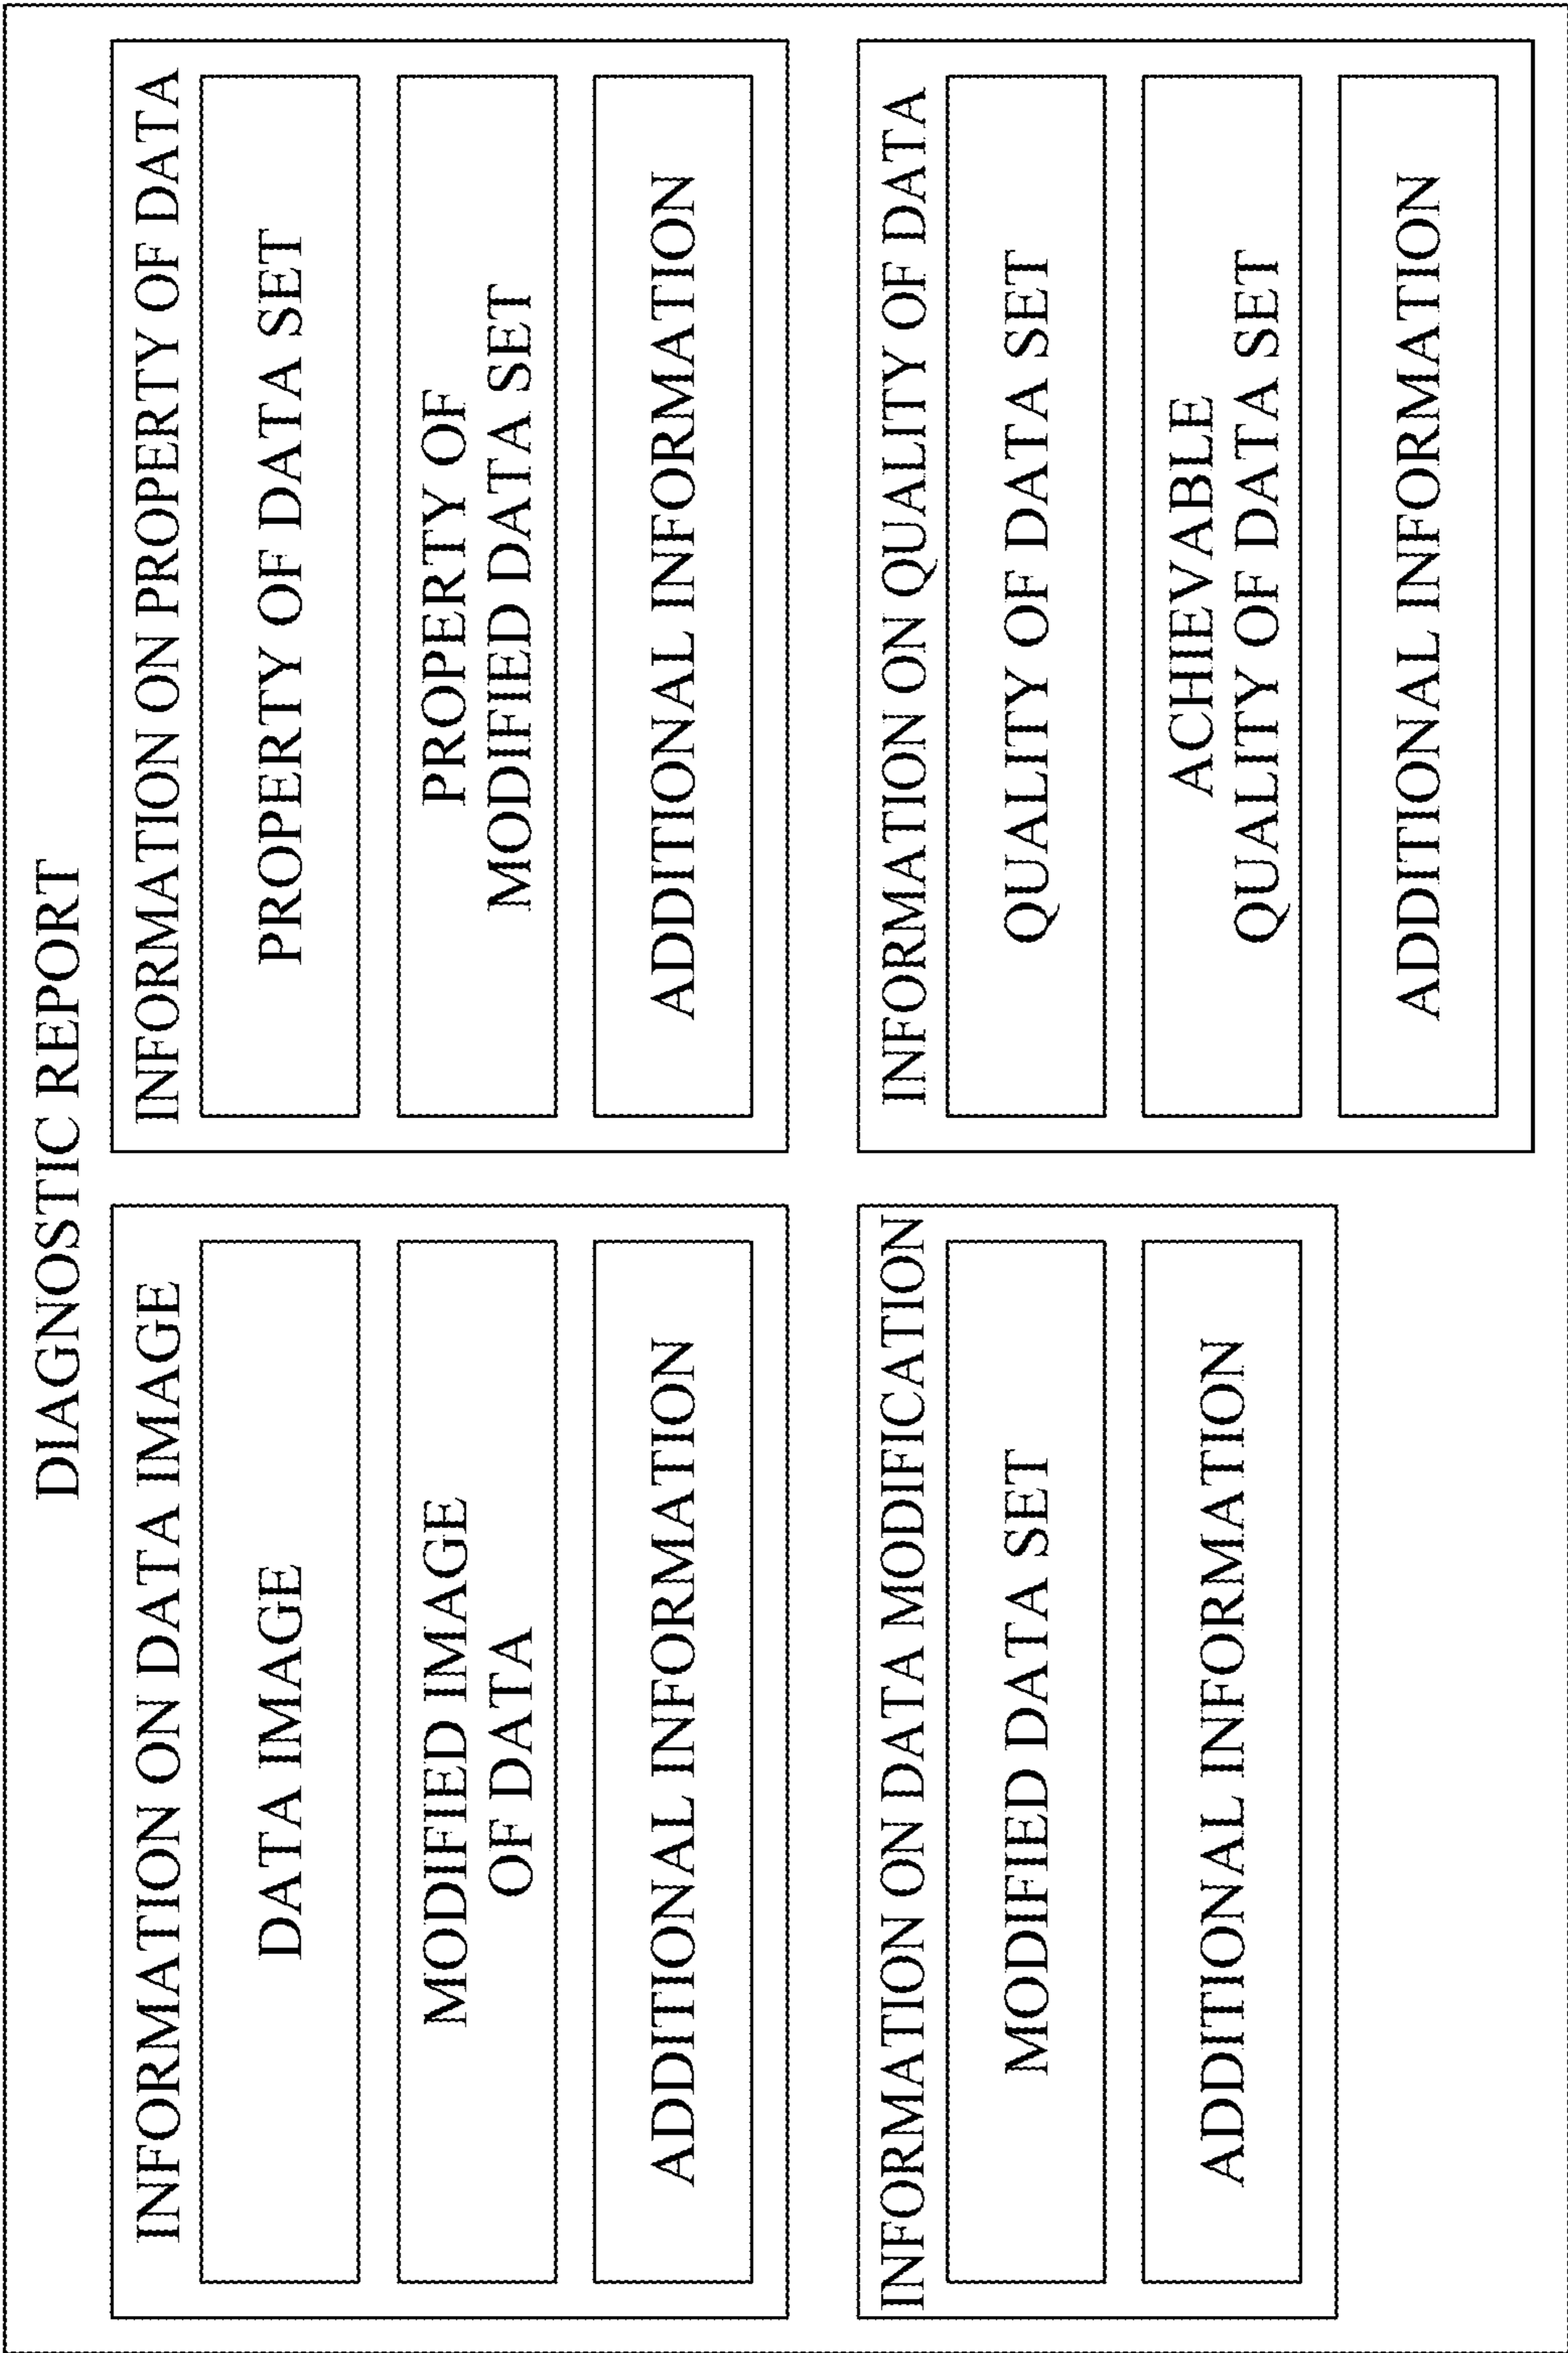 DIAGNOSTIC REPORT
INFORMATION ON DATA IMAGE
DATA IMAGE
MODIFIED IMAGE
OF DATA
ADDITIONAL INFORMATION
INFORMATION ON PROPERTY OF DATA
PROPERTY OF DATA SET
PROPERTY OF
MODIFIED DATA SET
ADDITIONAL INFORMATION
INFORMATION ON DATA MODIFICATION
MODIFIED DATA SET
ADDITIONAL INFORMATION
INFORMATION ON QUALITY OF DATA
QUALITY OF DATA SET
ACHIEVABLE
QUALITY OF DATA SET
ADDITIONAL INFORMATION